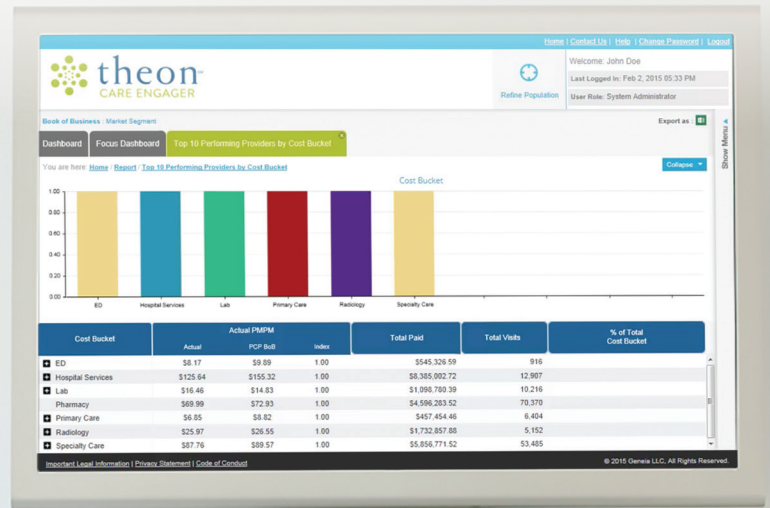 Home | Contact Us | Help | Change Password | Logout
theon™
CARE ENGAGER
Refine Population
Welcome: John Doe
Last Logged In: Feb 2, 2015 05:33 PM
User Role: System Administrator
Book of Business : Market Segment
Export as :
Show Menu
Dashboard Focus Dashboard Top 10 Performing Providers by Cost Bucket
You are here: Home / Report / Top 10 Performing Providers by Cost Bucket
Collapse
Cost Bucket
1.00
0.80
0.60
0.40
0.20
0.00
ED Hospital Services Lab Primary Care Radiology Specialty Care
Cost Bucket Actual PMPM Total Paid Total Visits % of Total
Cost Bucket
Actual PCP BoB Index
ED $8.17 $9.89 1.00 $545,326.59 916
Hospital Services $125.64 $155.32 1.00 $8,385,002.72 12,907
Lab $16.46 $14.83 1.00 $1,098,780.39 10,216
Pharmacy $69.99 $72.93 1.00 $4,596,283.52 70,370
Primary Care $6.85 $8.82 1.00 $457,454.46 6,404
Radiology $25.97 $26.55 1.00 $1,732,857.88 5,152
Specialty Care $87.76 $89.57 1.00 $5,856,771.52 53,485
Important Legal Information | Privacy Statement | Code of Conduct
© 2015 Geneia LLC, All Rights Reserved.